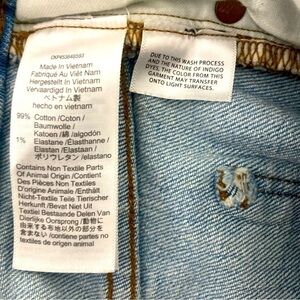 Made In Vietnam
Fabriqué Au Viêt Nam
Hergestellt In Vietnam
Vervaardigd In Vietnam
ベトナム製
hecho en vietnam
99% Cotton /Coton /
Baumwolle /
Katoen /綿 /algodón
1% Elastane /Elasthanne /
Elastan /Elastaan /
ポリウレタン /elastano
Contains Non Textile Parts
Of Animal Origin /Contient
Des Pièces Non Textiles
D'origine Animale /Enthält
Nicht-Textile Teile Tierischer
Herkunft /Bevat Niet Uit
Textiel Bestaande Delen Van
Dierlijke Oorsprong /動物に
由来する布地以外の部分を
含まない /contiene partes no
textiles de origen animal
DUE TO THIS WASH PROCESS
AND THE NATURE OF INDIGO
DYES, THE COLOR FROM THIS
GARMENT MAY TRANSFER
ONTO LIGHT SURFACES.